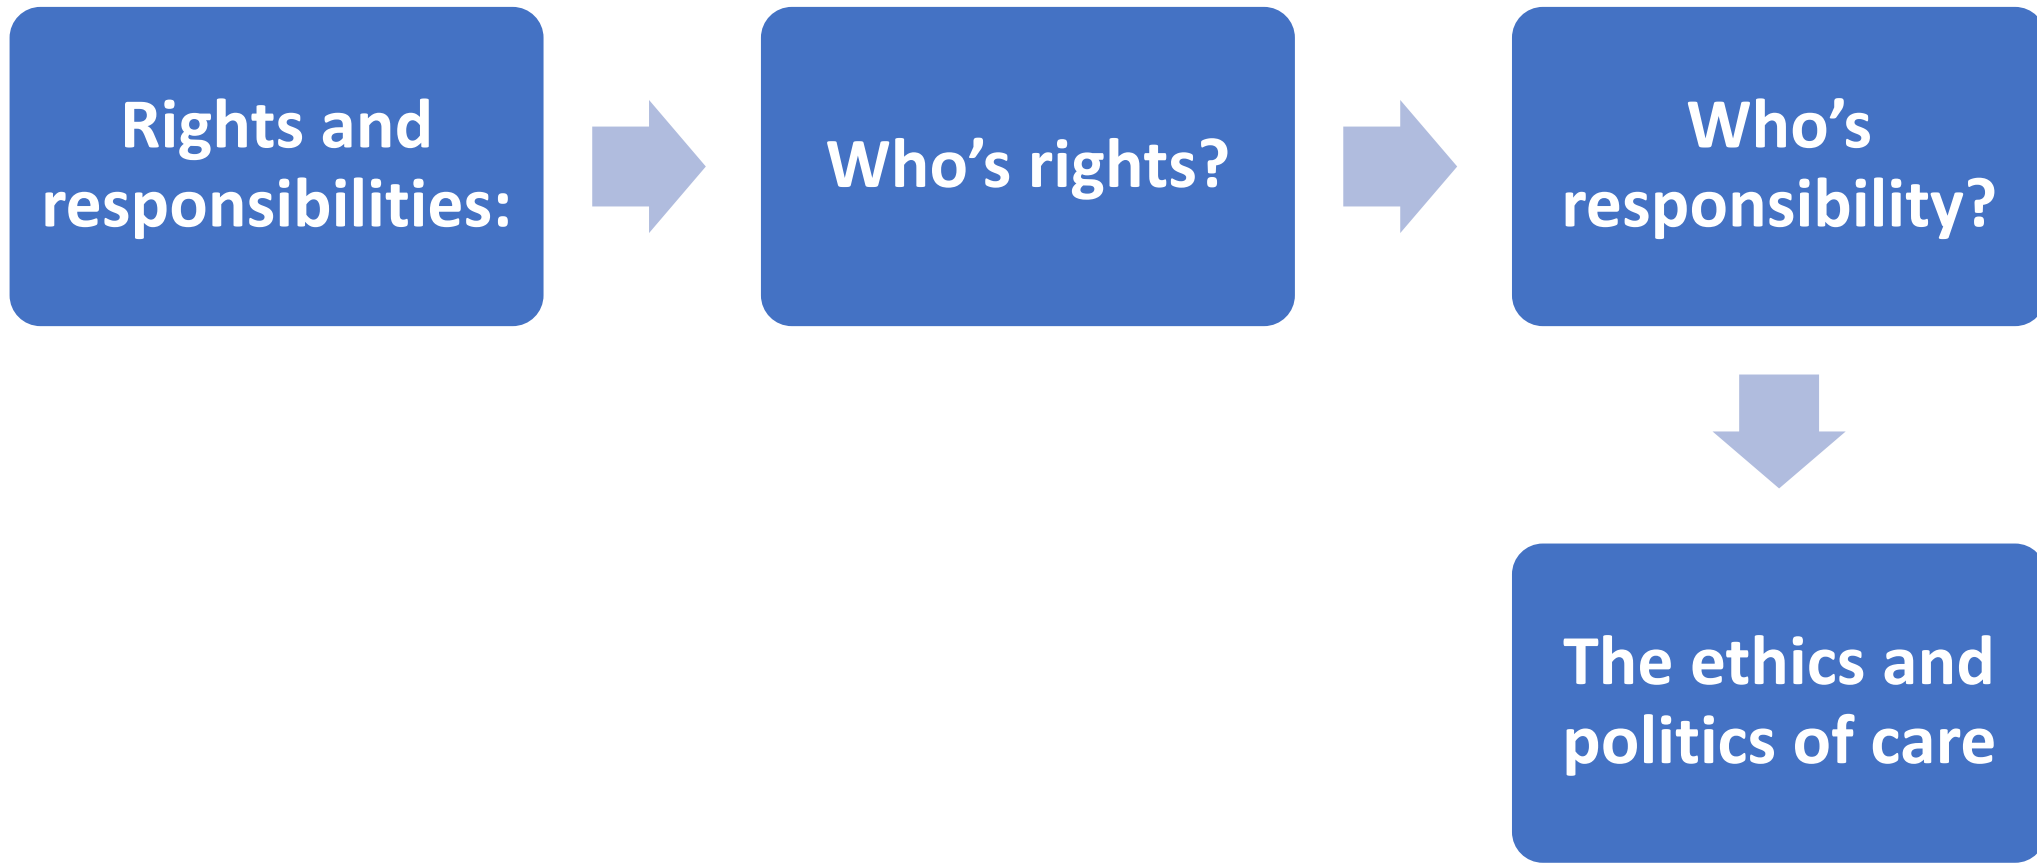 Rights and
responsibilities:
Who’s rights?
Who’s
responsibility?
The ethics and
politics of care